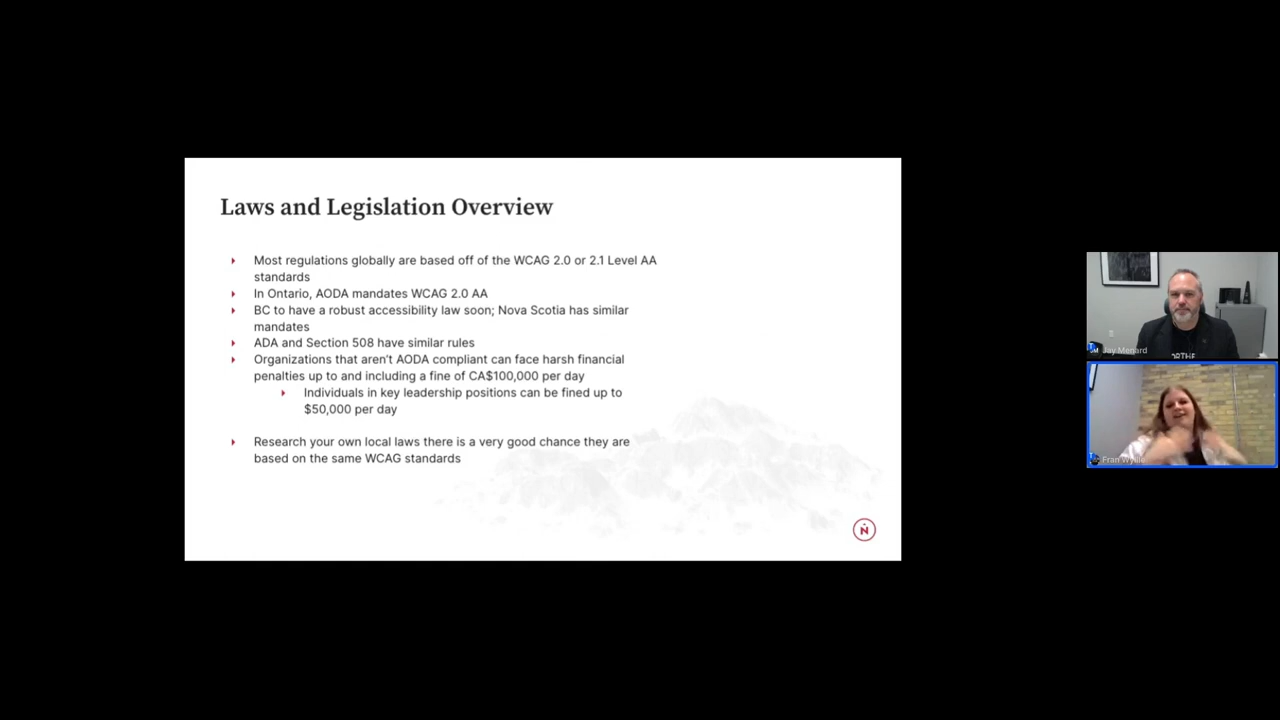 Laws and Legislation Overview
Most regulations globally are based off of the WCAG 2.0 or 2.1 Level AA
standards
In Ontario, AODA mandates WCAG 2.0 AA
BC to have a robust accessibility law soon; Nova Scotia has similar
mandates
ADA and Section 508 have similar rules
Organizations that aren't AODA compliant can face harsh financial
penalties up to and including a fine of CA$100,000 per day
Individuals in key leadership positions can be fined up to
$50,000 per day
Research your own local laws there is a very good chance they are
based on the same WCAG standards
N
Jay Menard
Fran Wyllie